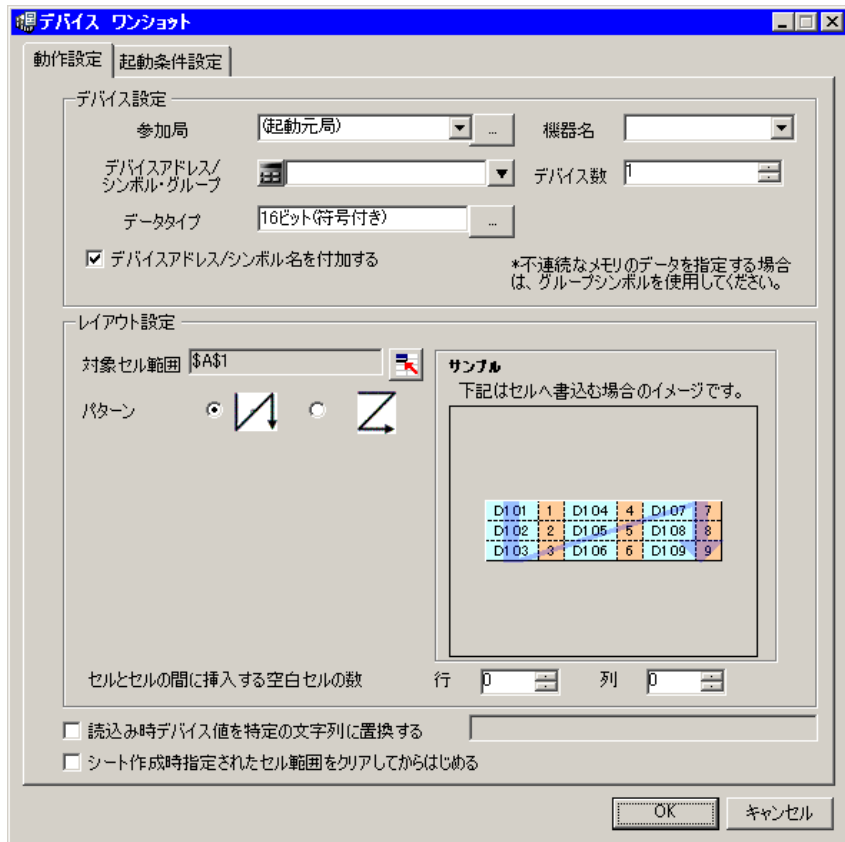 デバイス ワンショット
動作設定 起動条件設定
デバイス設定
参加局 (起動元局) ... 機器名
デバイスアドレス/
シンボル・グループ
デバイス数 1
データタイプ 16ビット(符号付き) ...
デバイスアドレス/シンボル名を付加する
*不連続なメモリのデータを指定する場合
は、グループシンボルを使用してください。
レイアウト設定
対象セル範囲 $A$1
パターン
サンプル
下記はセルへ書込む場合のイメージです。
D101 1 D104 4 D107 7
D102 2 D105 5 D108 8
D103 3 D106 6 D109 9
セルとセルの間に挿入する空白セルの数 行 0 列 0
読込み時デバイス値を特定の文字列に置換する
シート作成時指定されたセル範囲をクリアしてからはじめる
OK キャンセル